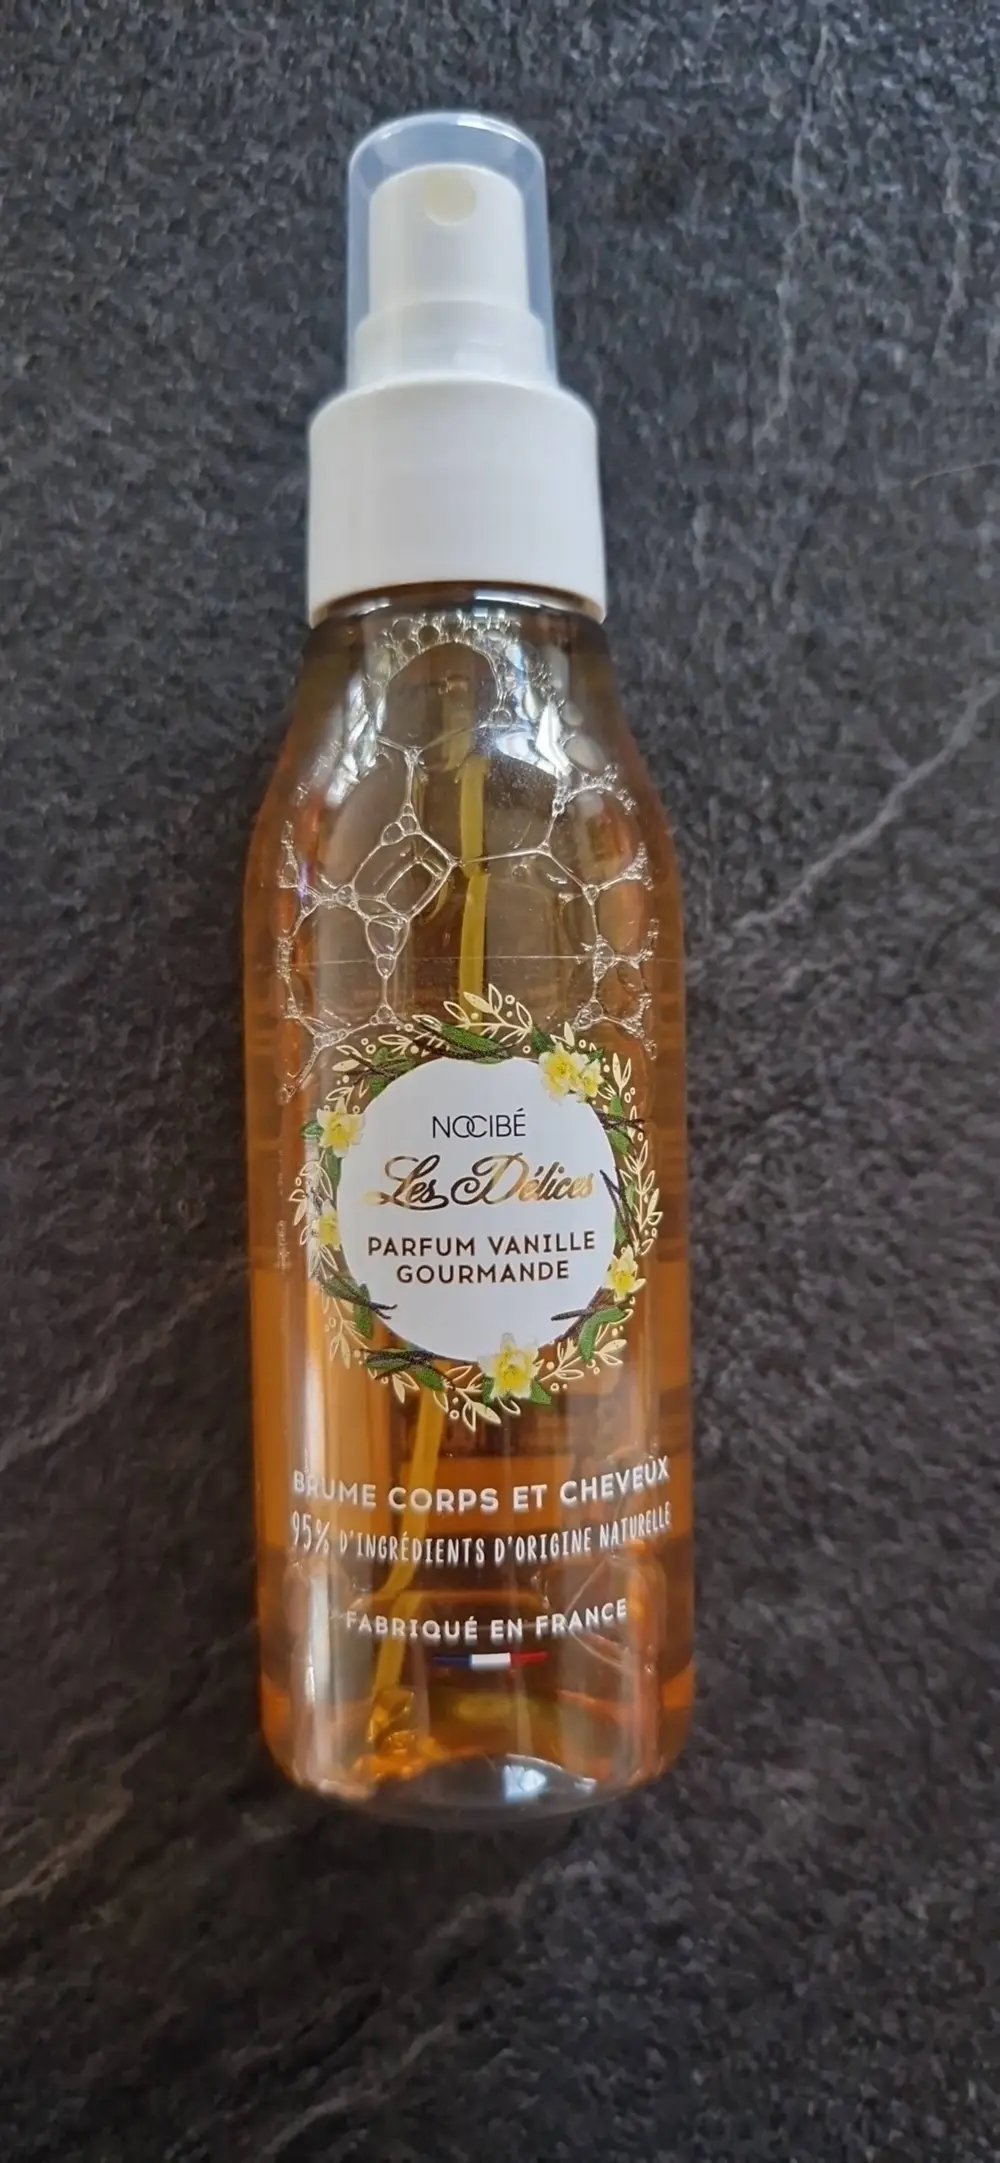 NOCIBÉ
Les Délices
PARFUM VANILLE
GOURMANDE
BRUME CORPS ET CHEVEUX
95% D'INGRÉDIENTS D'ORIGINE NATURELLE
FABRIQUÉ EN FRANCE